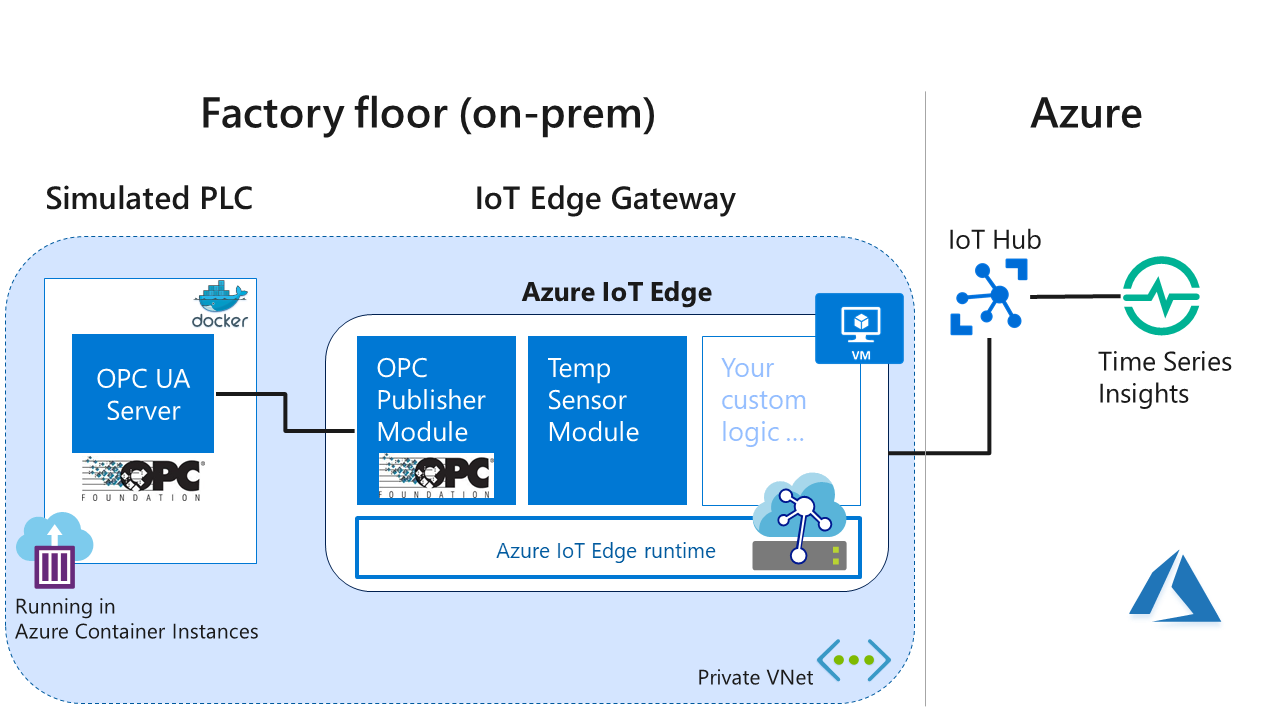 Factory floor (on-prem)
Azure
Simulated PLC
IoT Edge Gateway
IoT Hub
docker
Azure IoT Edge
VM
OPC UA
Server
OPC
FOUNDATION
OPC
Publisher
Module
OPC
FOUNDATION
Temp
Sensor
Module
Your
custom
logic ...
Time Series
Insights
Azure IoT Edge runtime
Running in
Azure Container Instances
Private VNet